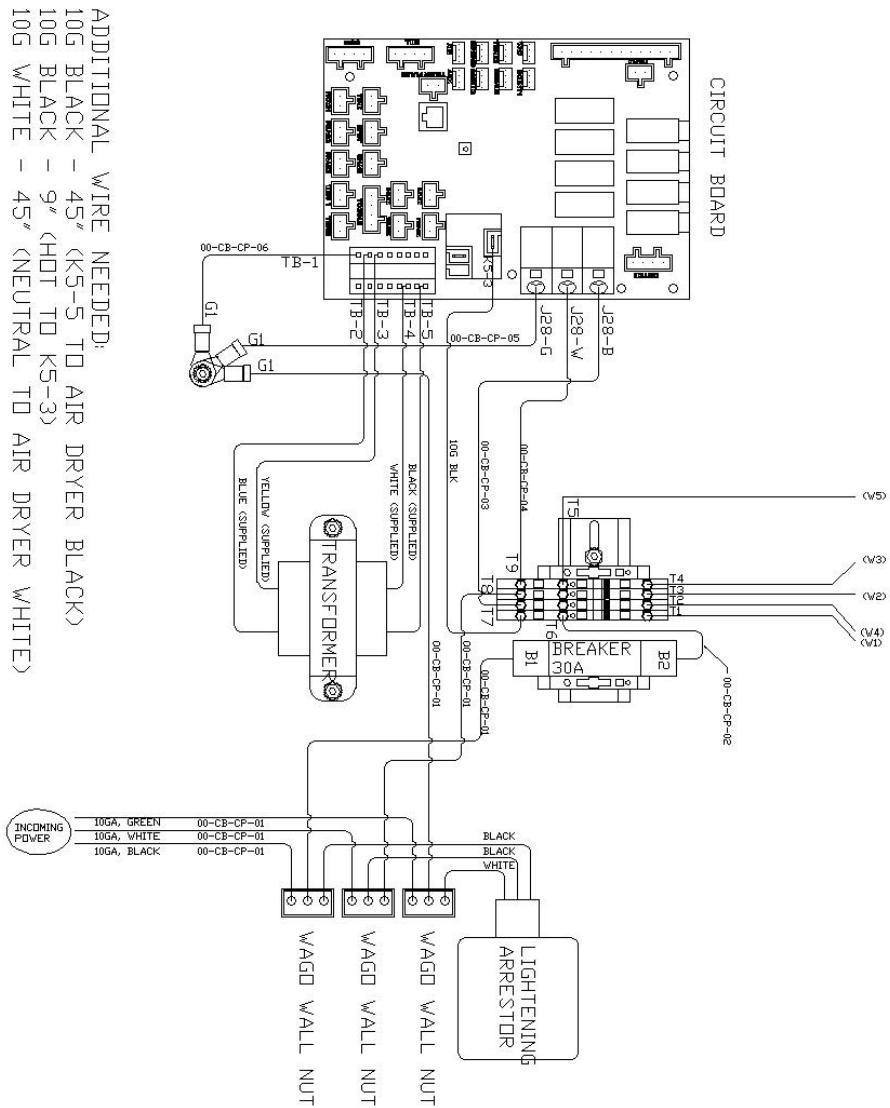 ADDITIONAL WIRE NEEDED:
10G BLACK - 45" (K5-5 TO AIR DRYER BLACK)
10G BLACK - 9" (HOT TO K5-3)
10G WHITE - 45" (NEUTRAL TO AIR DRYER WHITE)
CIRCUIT BOARD
K5-3
00-CB-CP-06
TB-1
TB-2
TB-3
TB-4
TB-5
J28-G
J28-W
J28-B
G1
G1
G1
00-CB-CP-05
10G BLK
00-CB-CP-03
00-CB-CP-04
BLUE (SUPPLIED)
YELLOW (SUPPLIED)
WHITE (SUPPLIED)
BLACK (SUPPLIED)
TRANSFORMER
T5
T9
T8
T7
T6
T4
T3
T2
T1
(W5)
(W3)
(W2)
(W4)
(W1)
B1
BREAKER
30A
B2
00-CB-CP-01
00-CB-CP-01
00-CB-CP-01
00-CB-CP-02
INCOMING
POWER
10GA, GREEN 00-CB-CP-01
10GA, WHITE 00-CB-CP-01
10GA, BLACK 00-CB-CP-01
BLACK
BLACK
WHITE
WAGO WALL NUT
WAGO WALL NUT
WAGO WALL NUT
LIGHTENING
ARRESTOR